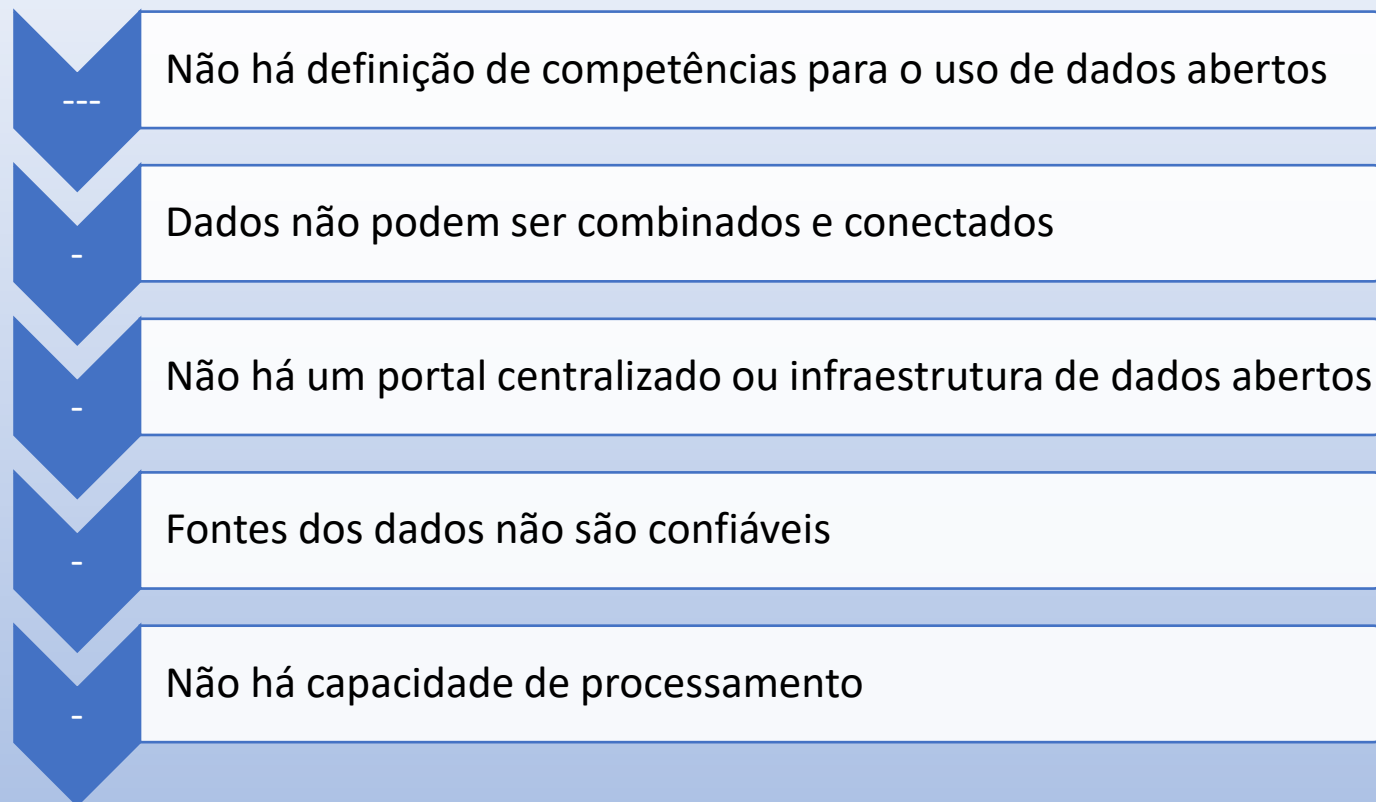 ---
Não há definição de competências para o uso de dados abertos
-
Dados não podem ser combinados e conectados
-
Não há um portal centralizado ou infraestrutura de dados abertos
-
Fontes dos dados não são confiáveis
-
Não há capacidade de processamento